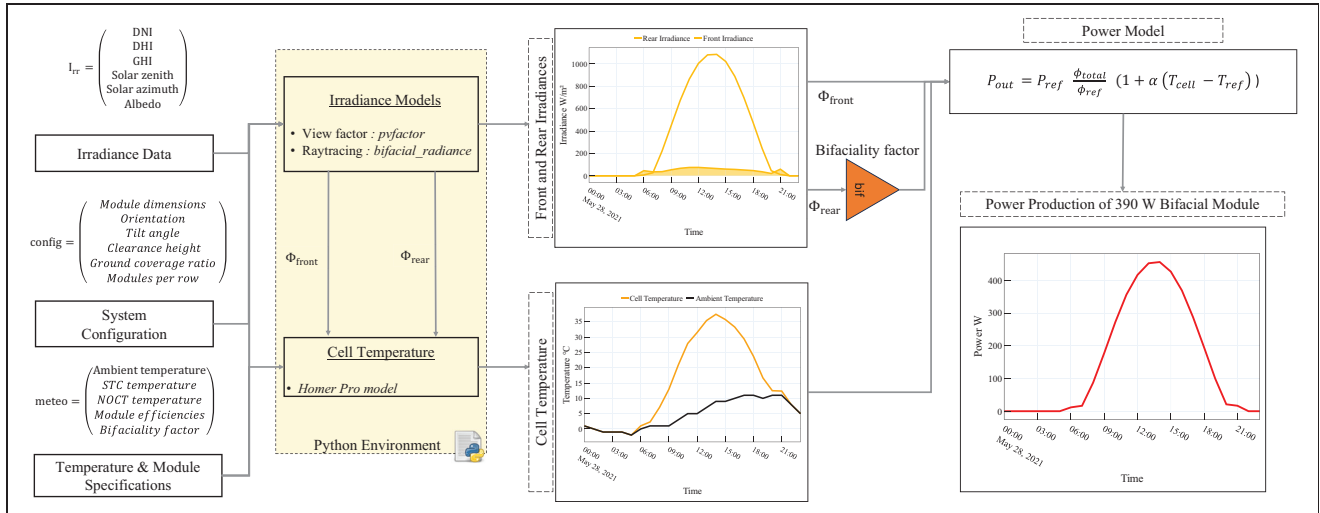 I_rr =
DNI
DHI
GHI
Solar zenith
Solar azimuth
Albedo
Irradiance Data
config =
Module dimensions
Orientation
Tilt angle
Clearance height
Ground coverage ratio
Modules per row
System
Configuration
meteo =
Ambient temperature
STC temperature
NOCT temperature
Module efficiencies
Bifaciality factor
Temperature & Module
Specifications
Irradiance Models
• View factor : pvfactor
• Raytracing : bifacial_radiance
Φfront
Φrear
Cell Temperature
• Homer Pro model
Python Environment
Front and Rear Irradiances
Rear Irradiance
Front Irradiance
Irradiance W/m²
1000
800
600
400
200
0
00:00
03:00
06:00
09:00
12:00
15:00
18:00
21:00
May 28, 2021
Time
Cell Temperature
Cell Temperature
Ambient Temperature
Temperature °C
35
30
25
20
15
10
5
0
00:00
03:00
06:00
09:00
12:00
15:00
18:00
21:00
May 28, 2021
Time
Φfront
Bifaciality factor
bif
Φrear
Power Model
P_out = P_ref ϕ_total/ϕ_ref (1 + α (T_cell − T_ref) )
Power Production of 390 W Bifacial Module
Power W
400
300
200
100
0
00:00
03:00
06:00
09:00
12:00
15:00
18:00
21:00
May 28, 2021
Time